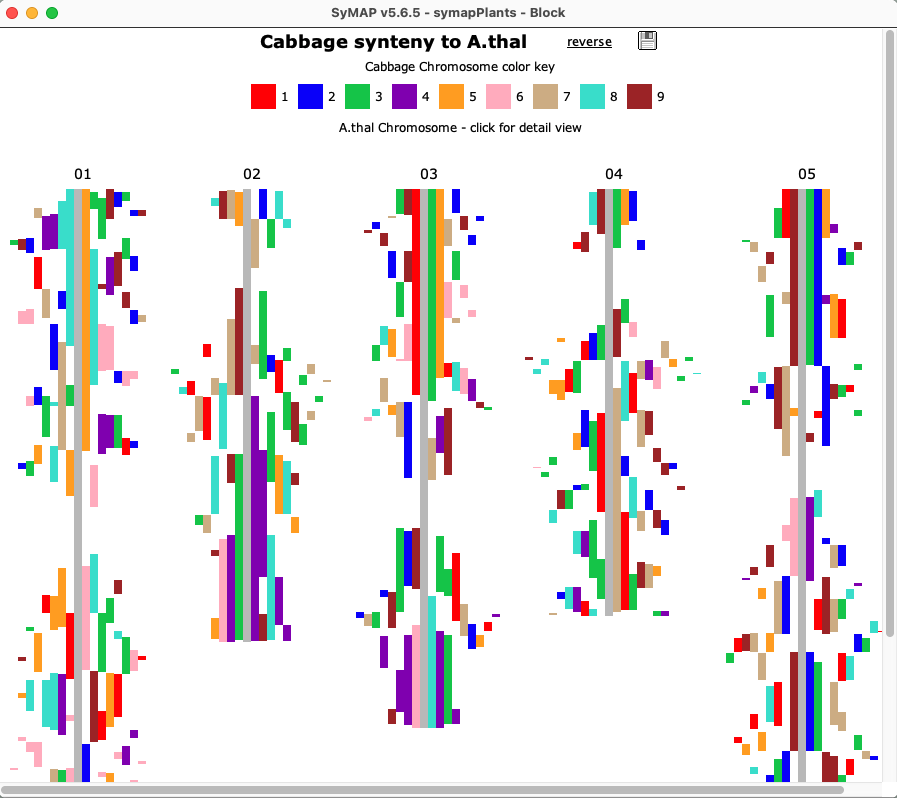 SyMAP v5.6.5 - symapPlants - Block
Cabbage synteny to A.thal reverse
Cabbage Chromosome color key
1 2 3 4 5 6 7 8 9
A.thal Chromosome - click for detail view
01 02 03 04 05